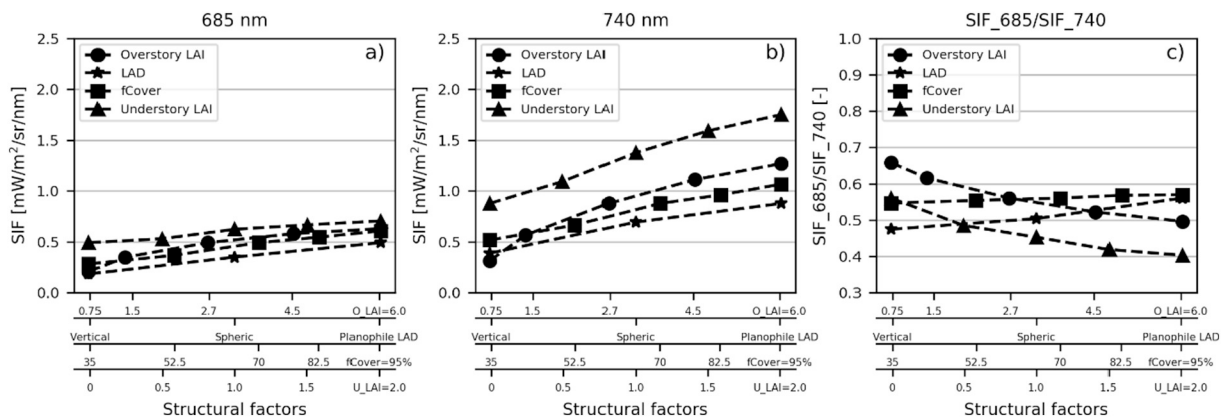 685 nm
740 nm
SIF_685/SIF_740
2.5
2.0
1.5
1.0
0.5
0.0
SIF [mW/m²/sr/nm]
a)
Overstory LAI
LAD
fCover
Understory LAI
2.5
2.0
1.5
1.0
0.5
0.0
SIF [mW/m²/sr/nm]
b)
Overstory LAI
LAD
fCover
Understory LAI
1.0
0.9
0.8
0.7
0.6
0.5
0.4
0.3
SIF_685/SIF_740 [-]
c)
Overstory LAI
LAD
fCover
Understory LAI
0.75 1.5 2.7 4.5 O_LAI=6.0
Vertical Spheric Planophile LAD
35 52.5 70 82.5 fCover=95%
0 0.5 1.0 1.5 U_LAI=2.0
Structural factors
0.75 1.5 2.7 4.5 O_LAI=6.0
Vertical Spheric Planophile LAD
35 52.5 70 82.5 fCover=95%
0 0.5 1.0 1.5 U_LAI=2.0
Structural factors
0.75 1.5 2.7 4.5 O_LAI=6.0
Vertical Spheric Planophile LAD
35 52.5 70 82.5 fCover=95%
0 0.5 1.0 1.5 U_LAI=2.0
Structural factors